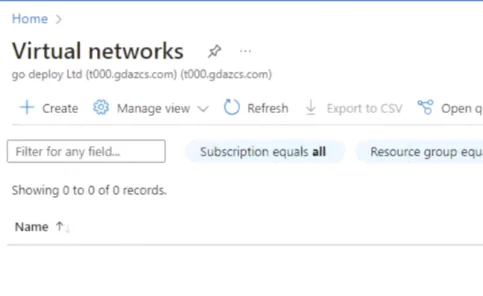 Home >
Virtual networks ...
go deploy Ltd (t000.gdazcs.com) (t000.gdazcs.com)
+ Create Manage view Refresh Export to CSV Open q
Filter for any field... Subscription equals all Resource group equa
Showing 0 to 0 of 0 records.
Name ↑↓